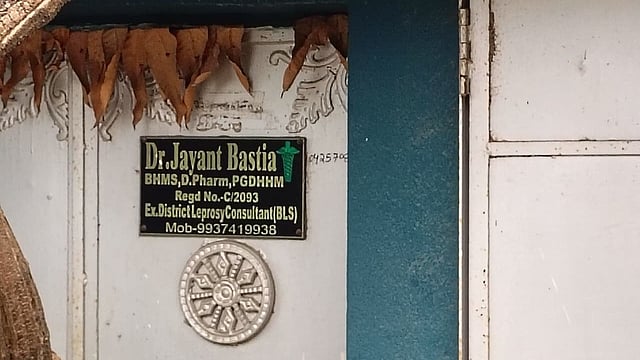 Dr.Jayant Bastia
BHMS,D.Pharm,PGDHHM
Regd No.-C/2093
Ex.District Leprosy Consultant(BLS)
Mob-9937419938